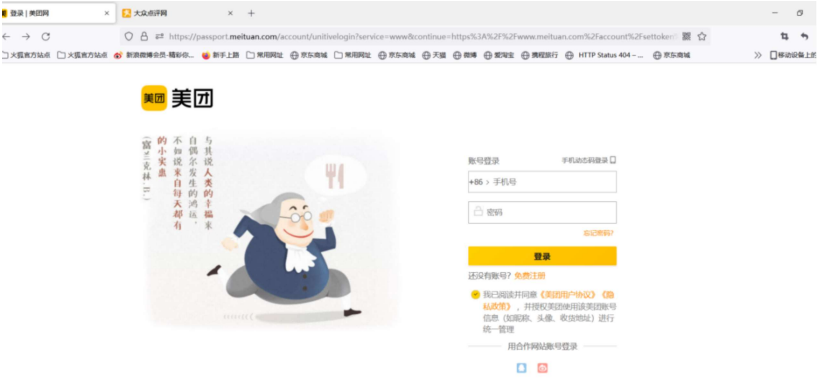 登录 | 美团网
大众点评网
https://passport.meituan.com/account/unitivelogin?service=www&continue=https%3A%2F%2Fwww.meituan.com%2Faccount%2Fsettoken
火狐官方站点
火狐官方站点
新浪微博会员-精彩你...
新手上路
常用网址
京东商城
常用网址
京东商城
天猫
微博
爱淘宝
携程旅行
HTTP Status 404 – ...
京东商城
移动设备上的
美团 美团
与其说人类的幸福来
自偶尔发生的鸿运，
不如说来自每天都有
的小实惠
(富兰克林.B.)
账号登录
手机动态码登录
+86 > 手机号
密码
忘记密码?
登录
还没有账号？免费注册
我已阅读并同意《美团用户协议》《隐
私政策》，并授权美团使用该美团账号
信息（如昵称、头像、收货地址）进行
统一管理
用合作网站账号登录